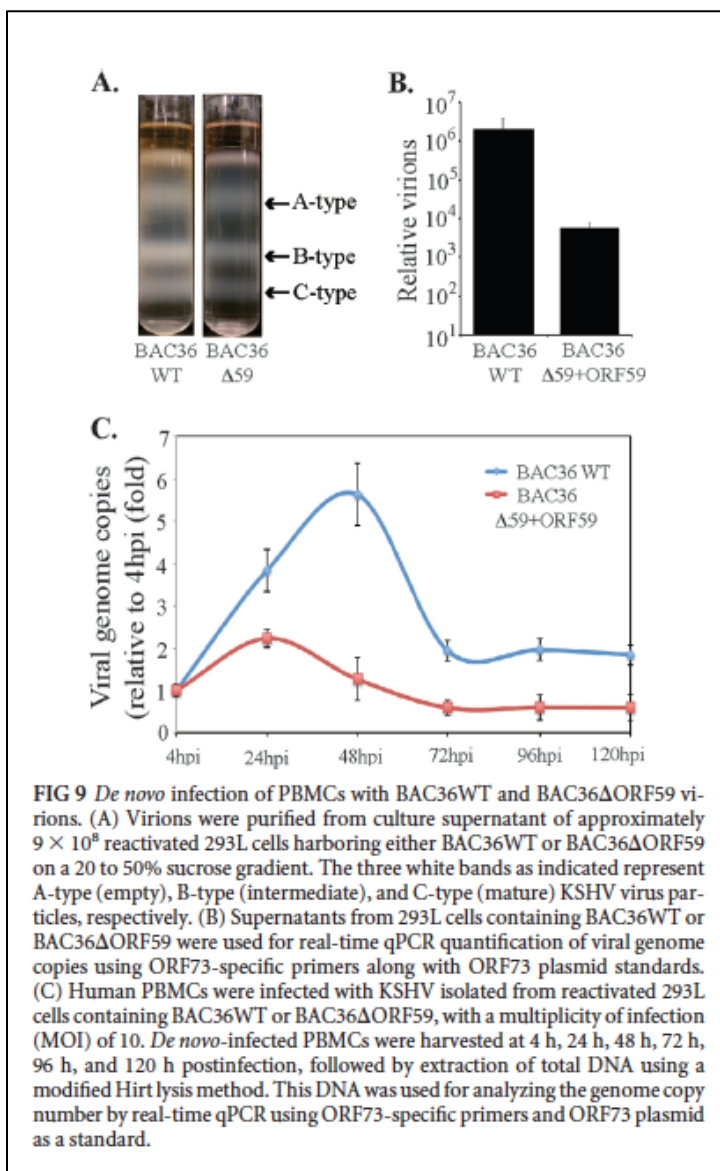 A.
B.
A-type
B-type
C-type
BAC36
WT
BAC36
Δ59
Relative virions
10⁷
10⁶
10⁵
10⁴
10³
10²
10¹
BAC36
WT
BAC36
Δ59+ORF59
C.
Viral genome copies
(relative to 4hpi (fold)
7
6
5
4
3
2
1
0
BAC36 WT
BAC36
Δ59+ORF59
4hpi
24hpi
48hpi
72hpi
96hpi
120hpi
FIG 9 De novo infection of PBMCs with BAC36WT and BAC36ΔORF59 vi-
rions. (A) Virions were purified from culture supernatant of approximately
9 × 10⁸ reactivated 293L cells harboring either BAC36WT or BAC36ΔORF59
on a 20 to 50% sucrose gradient. The three white bands as indicated represent
A-type (empty), B-type (intermediate), and C-type (mature) KSHV virus par-
ticles, respectively. (B) Supernatants from 293L cells containing BAC36WT or
BAC36ΔORF59 were used for real-time qPCR quantification of viral genome
copies using ORF73-specific primers along with ORF73 plasmid standards.
(C) Human PBMCs were infected with KSHV isolated from reactivated 293L
cells containing BAC36WT or BAC36ΔORF59, with a multiplicity of infection
(MOI) of 10. De novo-infected PBMCs were harvested at 4 h, 24 h, 48 h, 72 h,
96 h, and 120 h postinfection, followed by extraction of total DNA using a
modified Hirt lysis method. This DNA was used for analyzing the genome copy
number by real-time qPCR using ORF73-specific primers and ORF73 plasmid
as a standard.